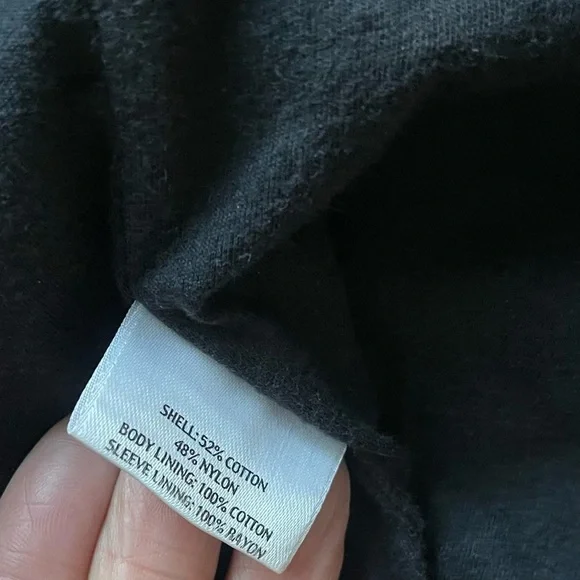 SHELL: 52% COTTON
48% NYLON
BODY LINING: 100% COTTON
SLEEVE LINING: 100% RAYON